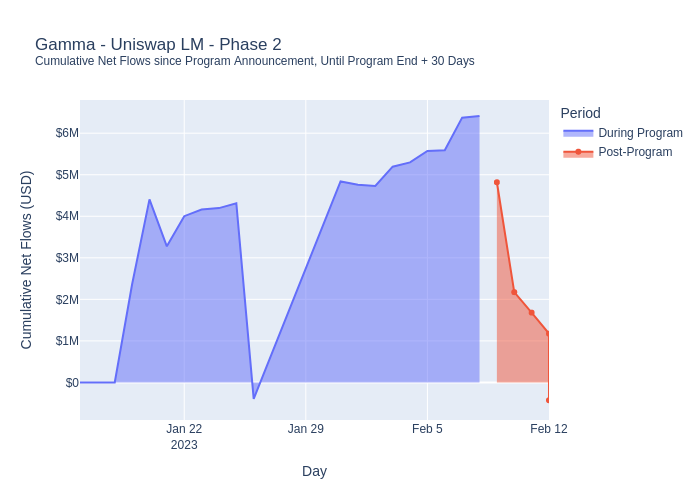 Gamma - Uniswap LM - Phase 2
Cumulative Net Flows since Program Announcement, Until Program End + 30 Days
Period
During Program
Post-Program
Cumulative Net Flows (USD)
$6M
$5M
$4M
$3M
$2M
$1M
$0
Jan 22
2023
Jan 29
Feb 5
Feb 12
Day